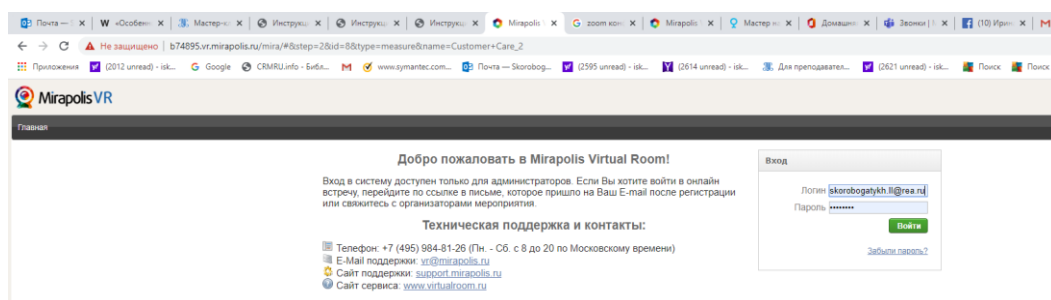 Почта —
W «Особенн
Мастер-к
Инструкц
Инструкц
Инструкц
Mirapolis
zoom ком
Mirapolis
Мастер к
Домашн
Звонки |
(10) Ирин
Не защищено | b74895.vr.mirapolis.ru/mira/#&step=2&id=8&type=measure&name=Customer+Care_2
Приложения (2012 unread) - isk... Google CRMRU.info - Библ... www.symantec.com... Почта — Skorobog... (2595 unread) - isk... (2614 unread) - isk... Для преподавател... (2621 unread) - isk... Поиск Поиск
Mirapolis VR
Главная
Добро пожаловать в Mirapolis Virtual Room!
Вход в систему доступен только для администраторов. Если Вы хотите войти в онлайн
встречу, перейдите по ссылке в письме, которое пришло на Ваш E-mail после регистрации
или свяжитесь с организаторами мероприятия.
Техническая поддержка и контакты:
Телефон: +7 (495) 984-81-26 (Пн. - Сб. с 8 до 20 по Московскому времени)
E-Mail поддержки: vr@mirapolis.ru
Сайт поддержки: support.mirapolis.ru
Сайт сервиса: www.virtualroom.ru
Вход
Логин skorobogatykh.II@rea.ru
Пароль ••••••••
Войти
Забыли пароль?